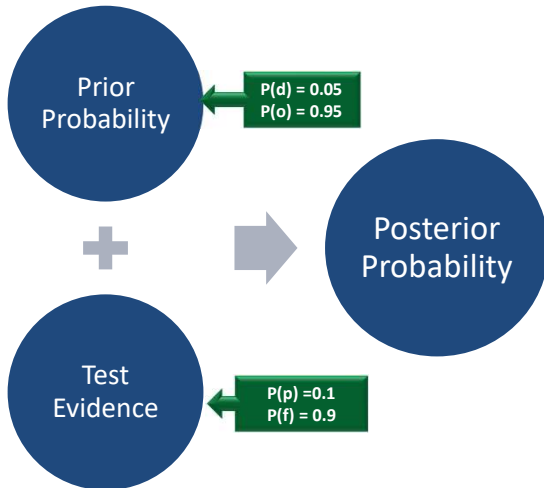 Prior
Probability
P(d) = 0.05
P(o) = 0.95
Posterior
Probability
Test
Evidence
P(p) =0.1
P(f) = 0.9